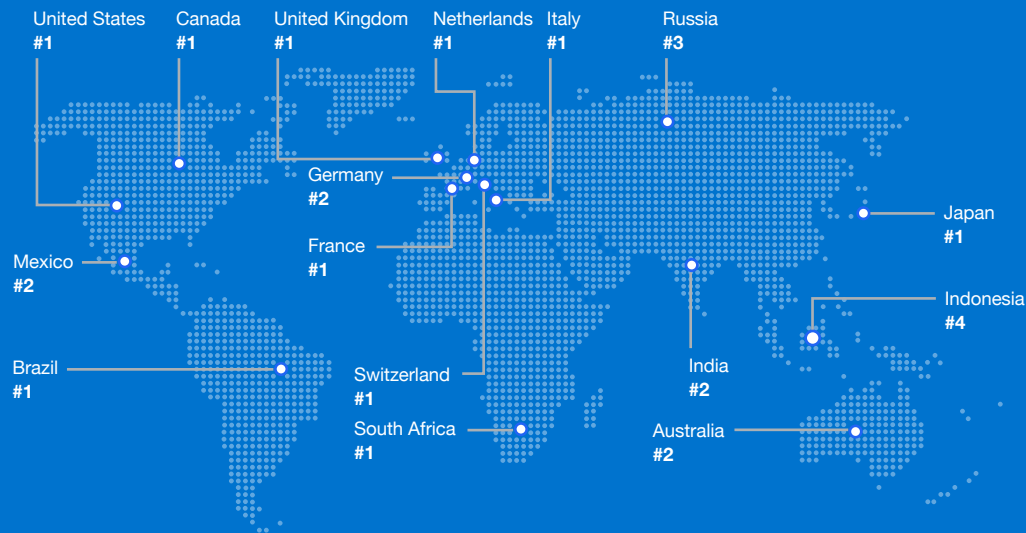 United States
#1
Canada
#1
United Kingdom
#1
Netherlands
#1
Italy
#1
Russia
#3
Germany
#2
France
#1
Japan
#1
Mexico
#2
Indonesia
#4
Brazil
#1
Switzerland
#1
India
#2
South Africa
#1
Australia
#2